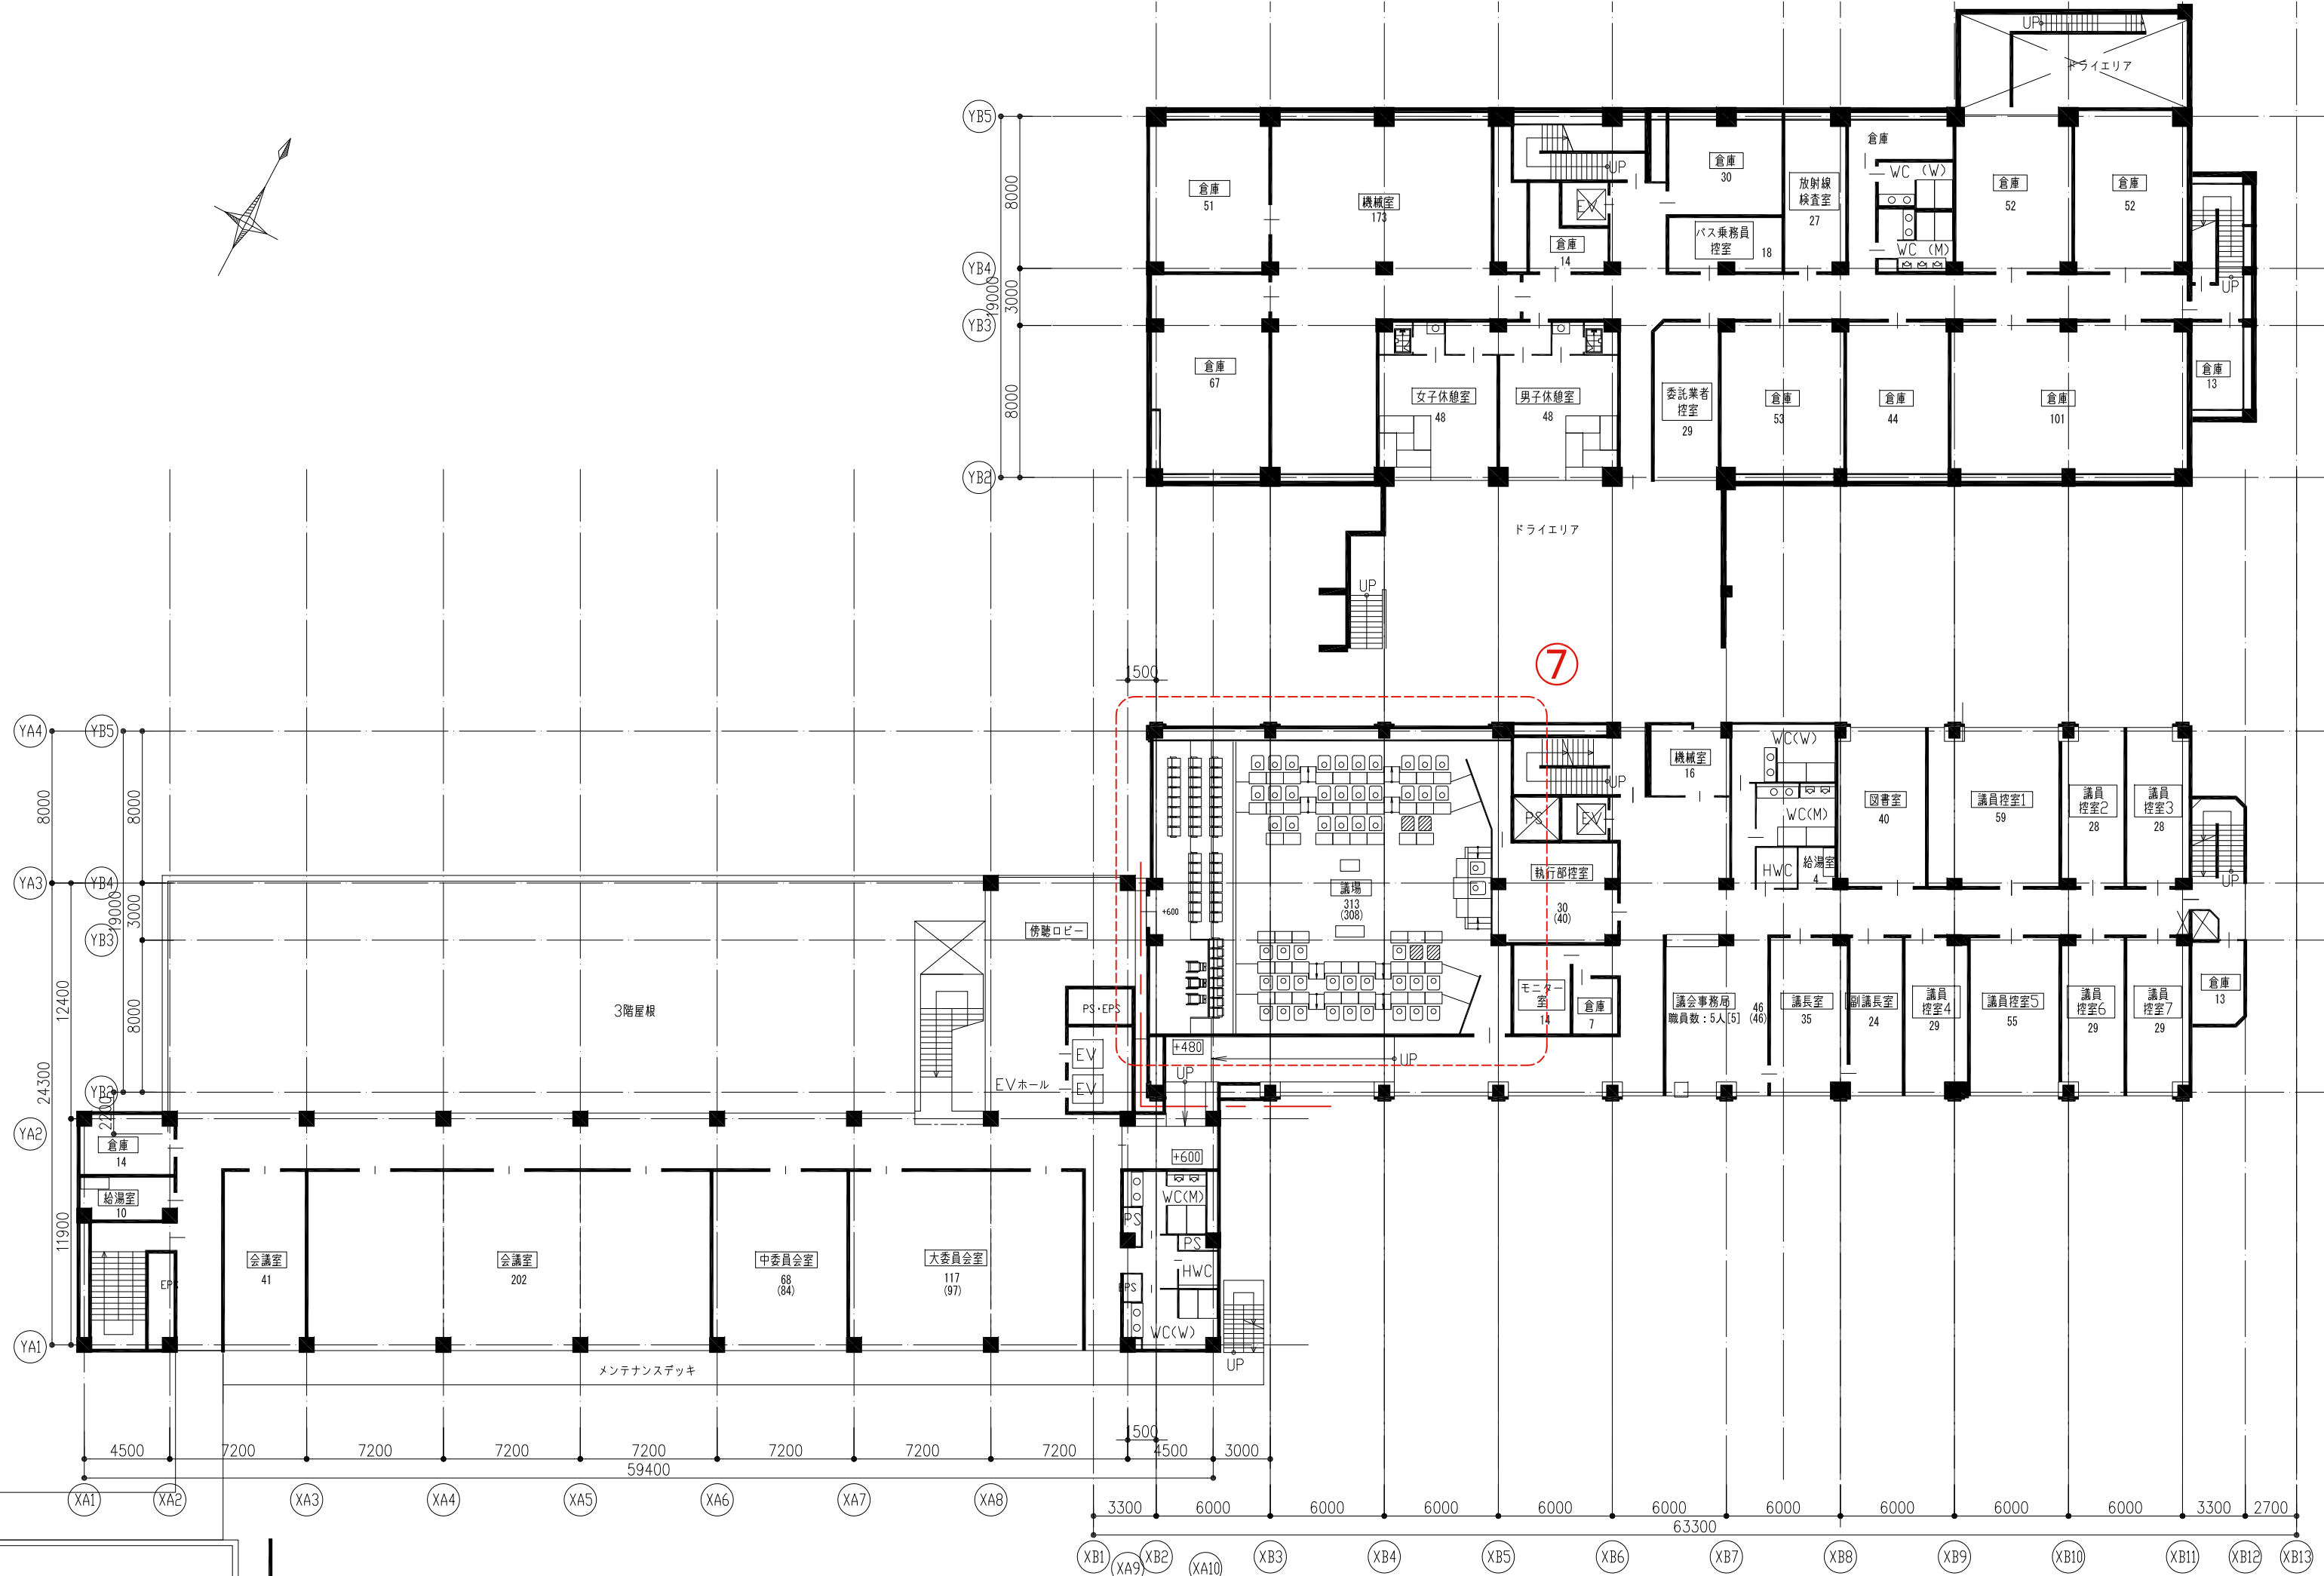 UP
ドライエリア
YB5
倉庫
51
機械室
173
UP
EV
倉庫
14
倉庫
30
バス乗務員
控室
18
放射線
検査室
27
倉庫
WC (W)
WC (M)
倉庫
52
倉庫
52
UP
8000
YB4
19000
3000
YB3
8000
YB2
倉庫
67
女子休憩室
48
男子休憩室
48
委託業者
控室
29
倉庫
53
倉庫
44
倉庫
101
倉庫
13
ドライエリア
UP
⑦
1500
YA4
YB5
8000
8000
YA3
YB4
19000
3000
YB3
12400
8000
24300
YB2
2200
YA2
11900
YA1
+600
議場
313
(308)
UP
PS
EV
執行部控室
30
(40)
モニター
室
14
倉庫
7
機械室
16
WC(W)
WC(M)
HWC
給湯室
4
図書室
40
議員控室1
59
議員
控室2
28
議員
控室3
28
UP
議会事務局
職員数：5人[5]
46
(46)
議長室
35
副議長室
24
議員
控室4
29
議員控室5
55
議員
控室6
29
議員
控室7
29
倉庫
13
傍聴ロビー
3階屋根
PS・EPS
EV
EV
EVホール
+480
UP
UP
+600
倉庫
14
給湯室
10
EPS
会議室
41
会議室
202
中委員会室
68
(84)
大委員会室
117
(97)
WC(M)
PS
PS
HWC
EPS
WC(W)
UP
メンテナンスデッキ
4500
7200
7200
7200
7200
7200
7200
7200
1500
4500
3000
59400
XA1
XA2
XA3
XA4
XA5
XA6
XA7
XA8
3300
6000
6000
6000
6000
6000
6000
6000
6000
6000
3300
2700
63300
XB1
XA9
XB2
XA10
XB3
XB4
XB5
XB6
XB7
XB8
XB9
XB10
XB11
XB12
XB13